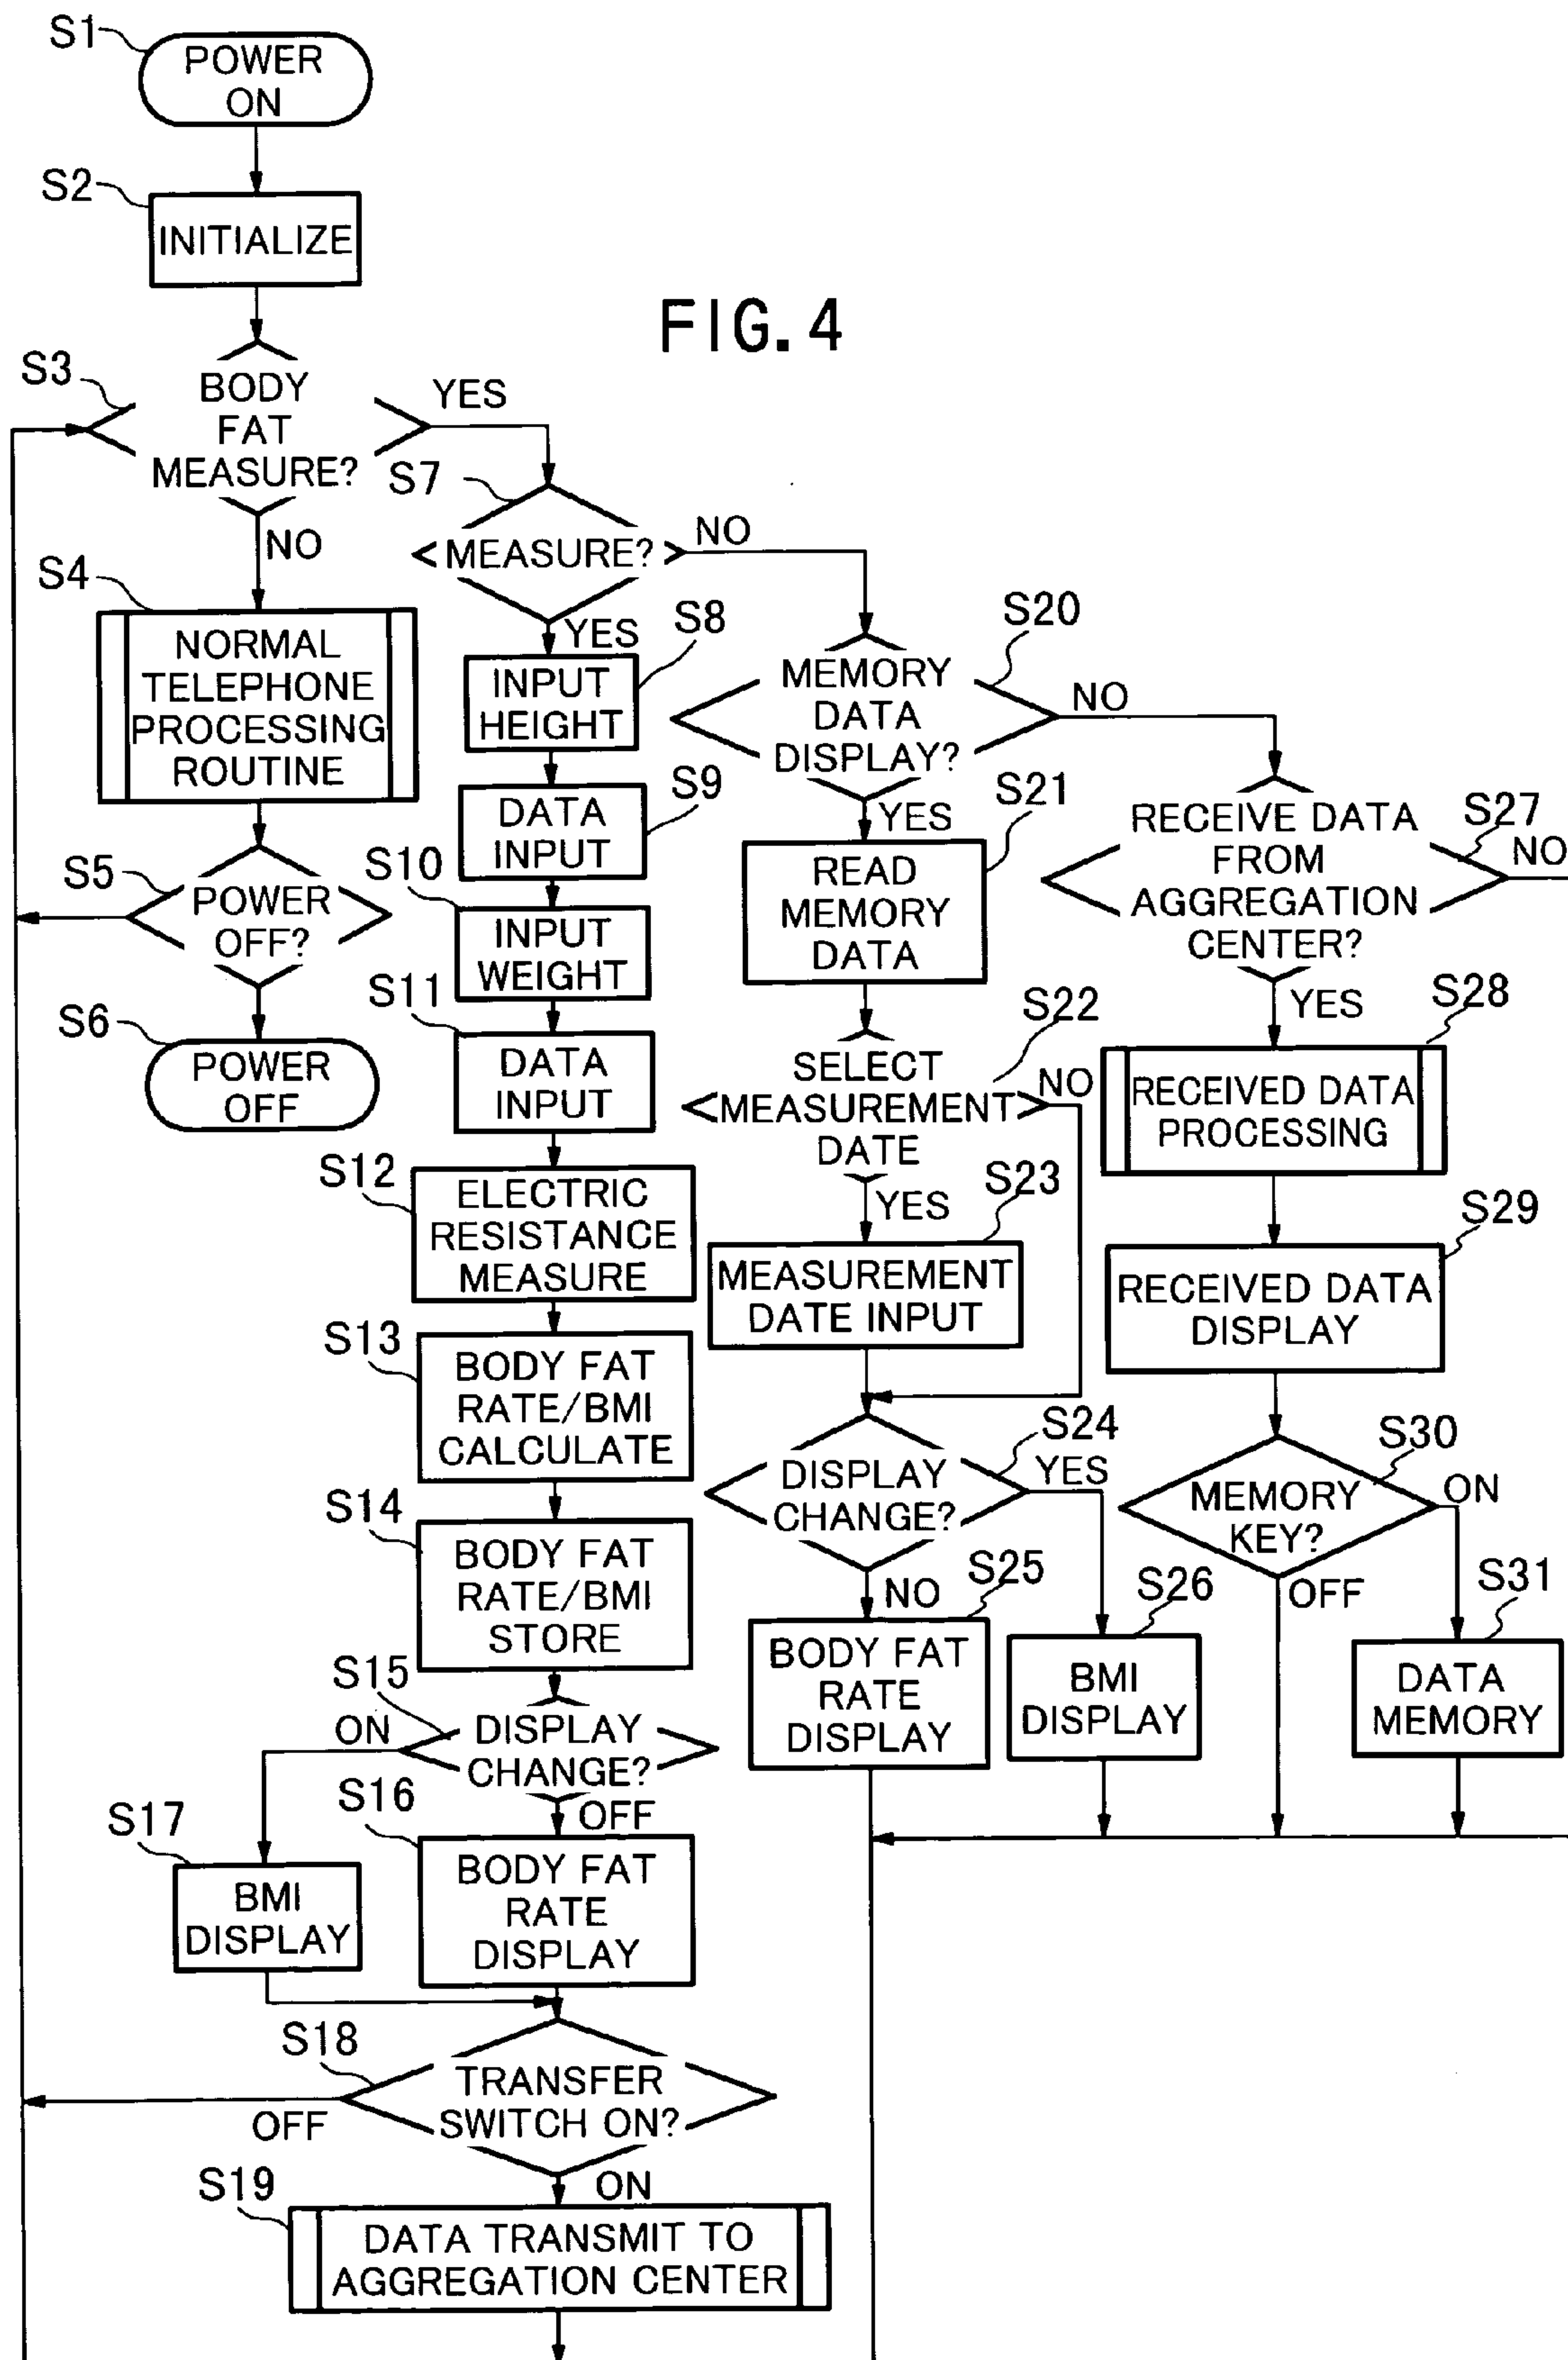 S1
POWER
ON
S2
INITIALIZE
FIG. 4
S3
BODY
FAT
MEASURE?
YES
NO
S4
NORMAL
TELEPHONE
PROCESSING
ROUTINE
S5
POWER
OFF?
S6
POWER
OFF
S7
MEASURE?
NO
YES
S8
INPUT
HEIGHT
S9
DATA
INPUT
S10
INPUT
WEIGHT
S11
DATA
INPUT
S12
ELECTRIC
RESISTANCE
MEASURE
S13
BODY FAT
RATE/BMI
CALCULATE
S14
BODY FAT
RATE/BMI
STORE
S15
ON
DISPLAY
CHANGE?
OFF
S16
BODY FAT
RATE
DISPLAY
S17
BMI
DISPLAY
S18
TRANSFER
SWITCH ON?
OFF
ON
S19
DATA TRANSMIT TO
AGGREGATION CENTER
S20
MEMORY
DATA
DISPLAY?
NO
YES
S21
READ
MEMORY
DATA
S22
SELECT
MEASUREMENT
DATE
NO
YES
S23
MEASUREMENT
DATE INPUT
S24
DISPLAY
CHANGE?
YES
NO
S25
BODY FAT
RATE
DISPLAY
S26
BMI
DISPLAY
S27
RECEIVE DATA
FROM
AGGREGATION
CENTER?
NO
YES
S28
RECEIVED DATA
PROCESSING
S29
RECEIVED DATA
DISPLAY
S30
MEMORY
KEY?
ON
OFF
S31
DATA
MEMORY